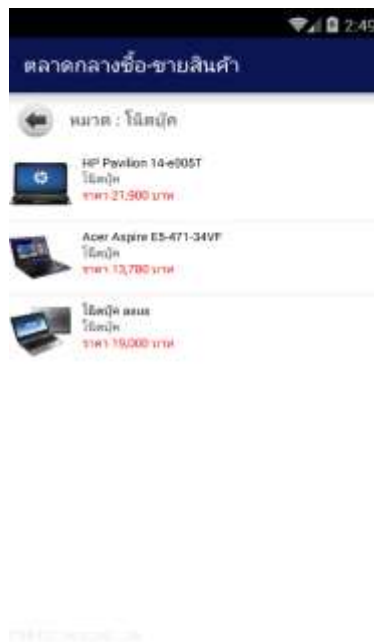 2:49
ตลาดกลางซื้อ-ขายสินค้า
หมวด : โน๊ตบุ๊ค
HP Pavilion 14-e005T
โน๊ตบุ๊ค
ราคา 21,900 บาท
Acer Aspire E5-471-34VF
โน๊ตบุ๊ค
ราคา 13,700 บาท
โน๊ตบุ๊ค asus
โน๊ตบุ๊ค
ราคา 19,000 บาท